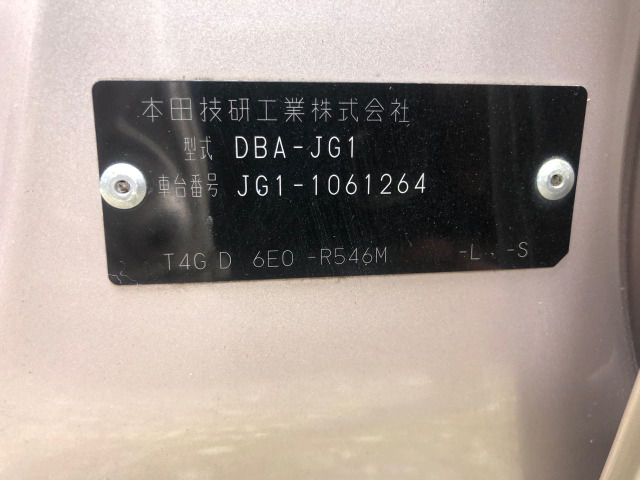 本田技研工業株式会社
型式 DBA-JG1
車台番号 JG1-1061264
T4G D 6E0 -R546M -L -S